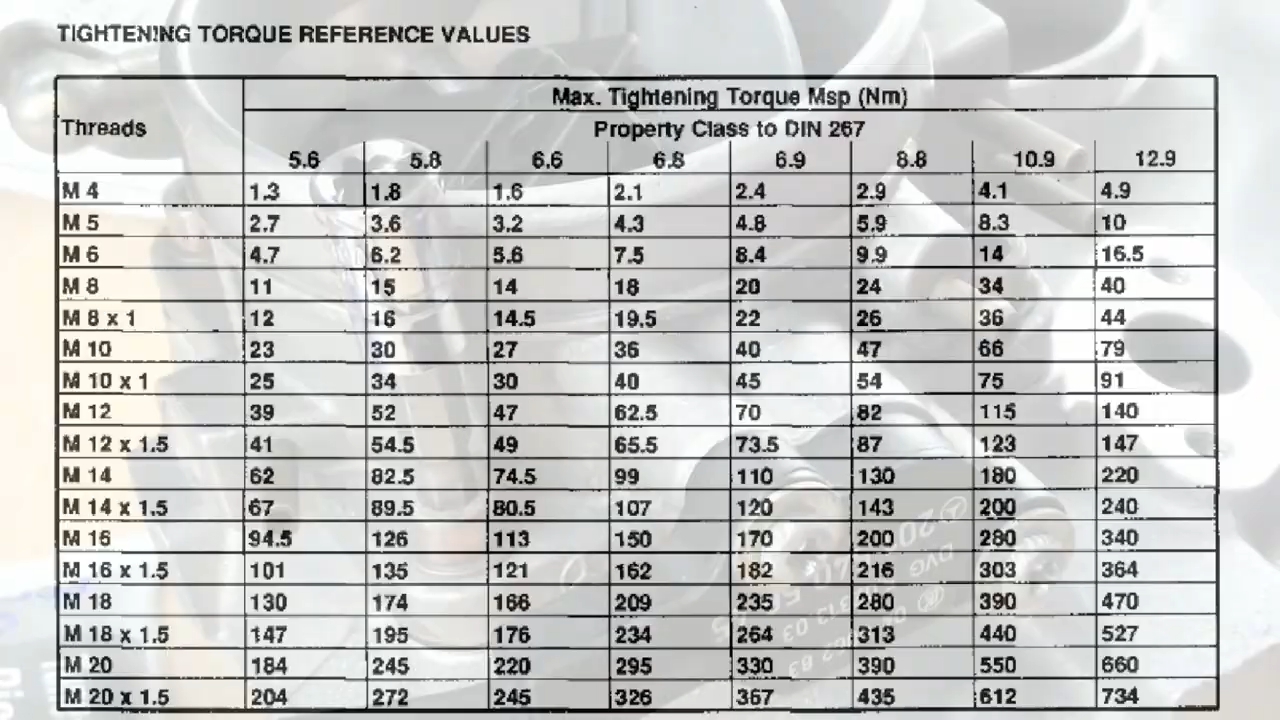 TIGHTENING TORQUE REFERENCE VALUES
Max. Tightening Torque Msp (Nm)
Threads
Property Class to DIN 267
5.6 5.8 6.6 6.8 6.9 8.8 10.9 12.9
M 4 1.3 1.8 1.6 2.1 2.4 2.9 4.1 4.9
M 5 2.7 3.6 3.2 4.3 4.8 5.9 8.3 10
M 6 4.7 6.2 5.6 7.5 8.4 9.9 14 16.5
M 8 11 15 14 18 20 24 34 40
M 8 x 1 12 16 14.5 19.5 22 26 36 44
M 10 23 30 27 36 40 47 66 79
M 10 x 1 25 34 30 40 45 54 75 91
M 12 39 52 47 62.5 70 82 115 140
M 12 x 1.5 41 54.5 49 65.5 73.5 87 123 147
M 14 62 82.5 74.5 99 110 130 180 220
M 14 x 1.5 67 89.5 80.5 107 120 143 200 240
M 16 94.5 126 113 150 170 200 280 340
M 16 x 1.5 101 135 121 162 182 216 303 364
M 18 130 174 166 209 235 280 390 470
M 18 x 1.5 147 195 176 234 264 313 440 527
M 20 184 245 220 295 330 390 550 660
M 20 x 1.5 204 272 245 326 367 435 612 734